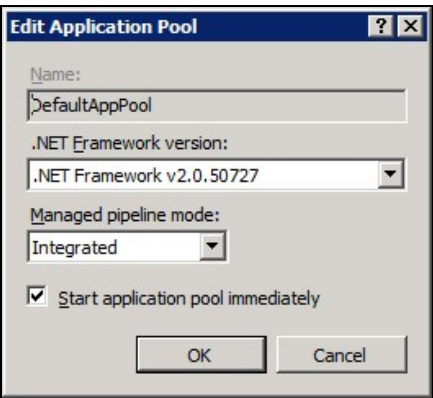 Edit Application Pool
Name:
DefaultAppPool
.NET Framework version:
.NET Framework v2.0.50727
Managed pipeline mode:
Integrated
Start application pool immediately
OK Cancel